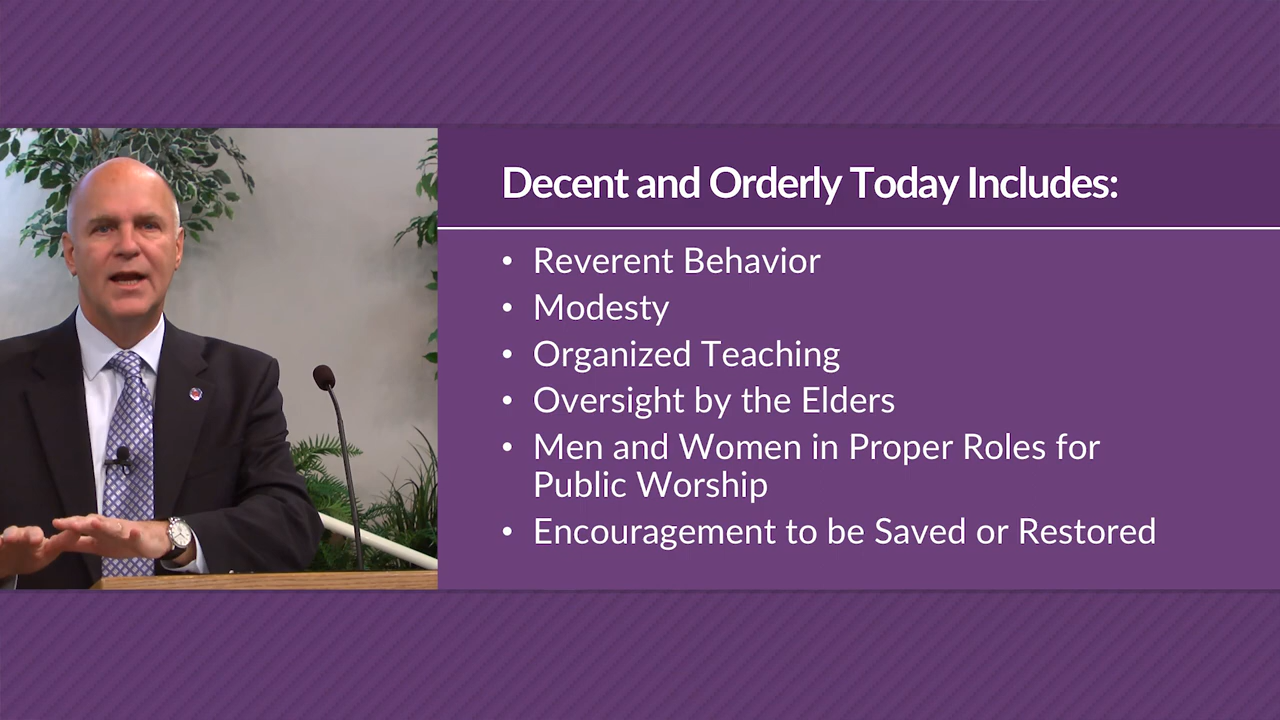 Decent and Orderly Today Includes:
• Reverent Behavior
• Modesty
• Organized Teaching
• Oversight by the Elders
• Men and Women in Proper Roles for
Public Worship
• Encouragement to be Saved or Restored